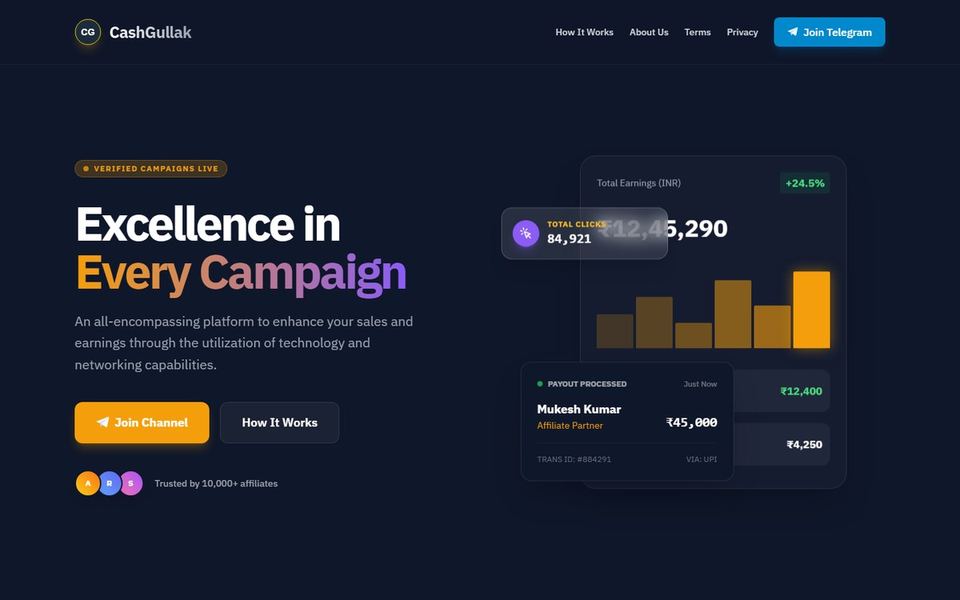 CG CashGullak
How It Works About Us Terms Privacy Join Telegram
VERIFIED CAMPAIGNS LIVE
Excellence in
Every Campaign
An all-encompassing platform to enhance your sales and
earnings through the utilization of technology and
networking capabilities.
Join Channel How It Works
A R S Trusted by 10,000+ affiliates
Total Earnings (INR) +24.5%
₹12,45,290
TOTAL CLICKS
84,921
PAYOUT PROCESSED Just Now
Mukesh Kumar
Affiliate Partner
₹45,000
TRANS ID: #884291 VIA: UPI
₹12,400
₹4,250